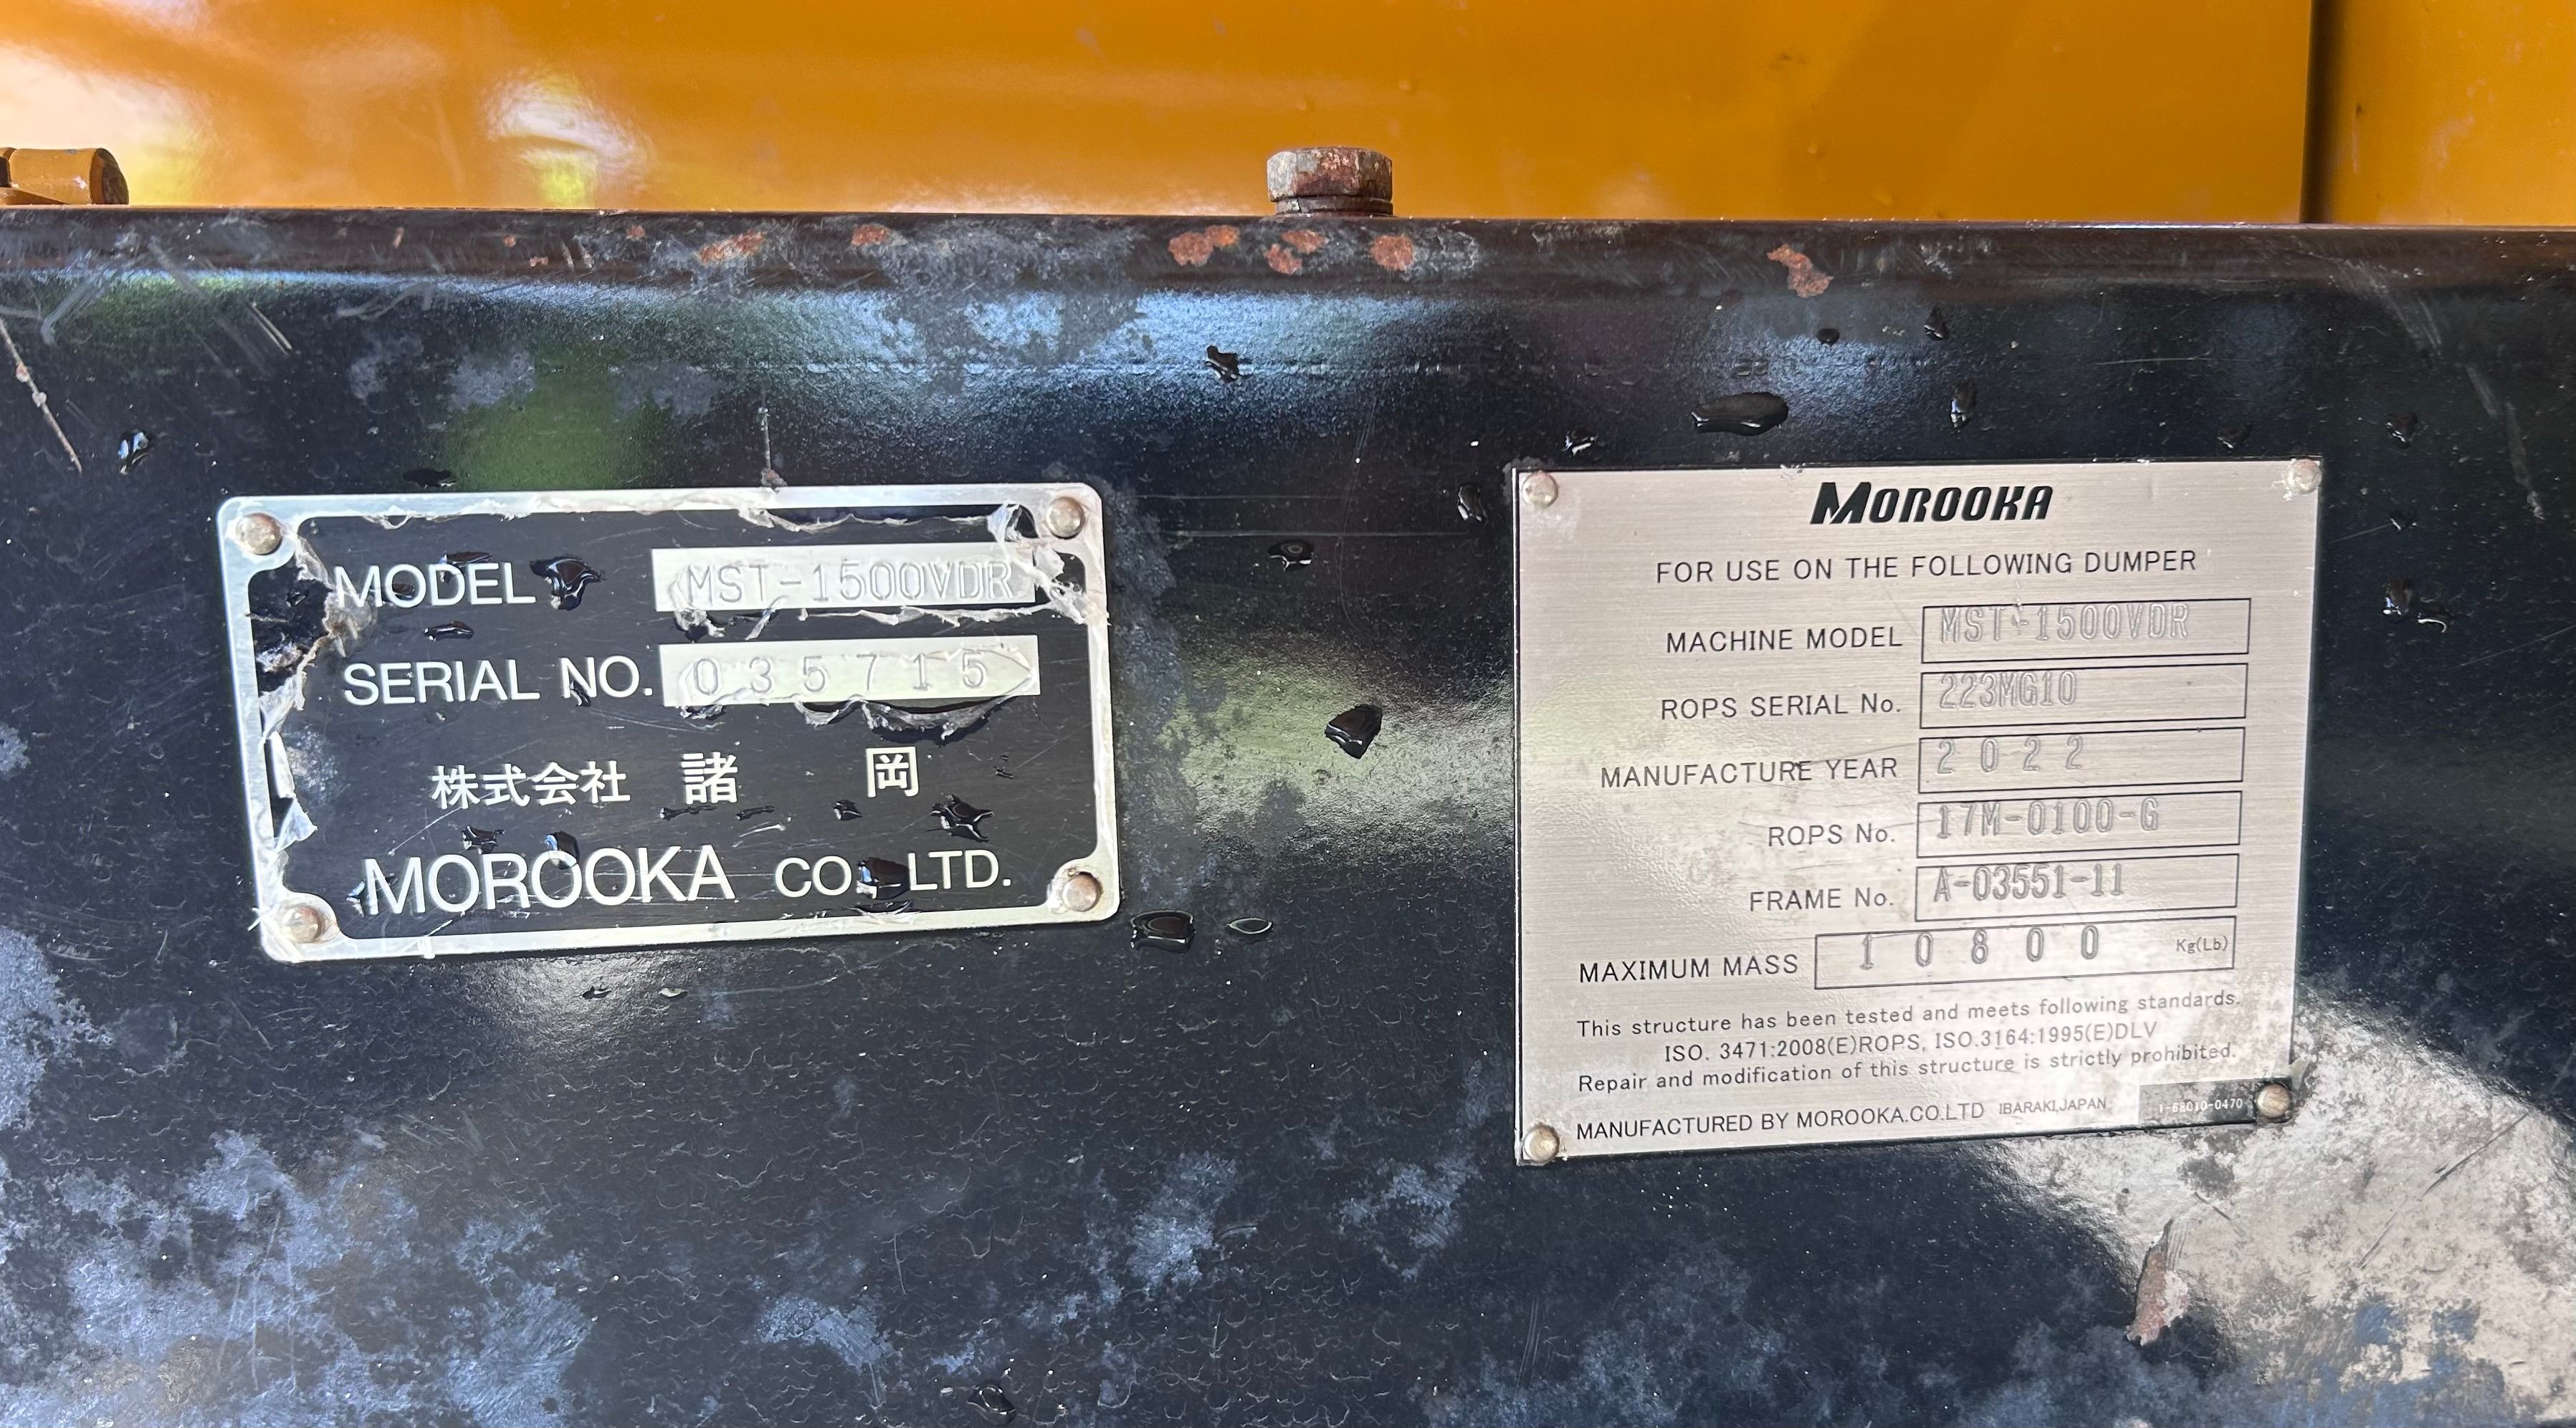 MODEL MST-1500VDR
SERIAL NO. 035715
株式会社 諸 岡
MOROOKA CO., LTD.
MOROOKA
FOR USE ON THE FOLLOWING DUMPER
MACHINE MODEL MST-1500VDR
ROPS SERIAL No. 223MG10
MANUFACTURE YEAR 2022
ROPS No. 17M-0100-G
FRAME No. A-03551-11
MAXIMUM MASS 10800 Kg(Lb)
This structure has been tested and meets following standards.
ISO. 3471:2008(E)ROPS, ISO.3164:1995(E)DLV
Repair and modification of this structure is strictly prohibited.
MANUFACTURED BY MOROOKA.CO.LTD IBARAKI,JAPAN
1-68010-0470